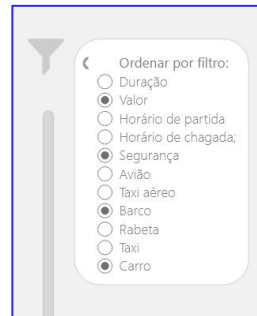 Ordenar por filtro:
Duração
Valor
Horário de partida
Horário de chagada;
Segurança
Avião
Taxi aéreo
Barco
Rabeta
Taxi
Carro